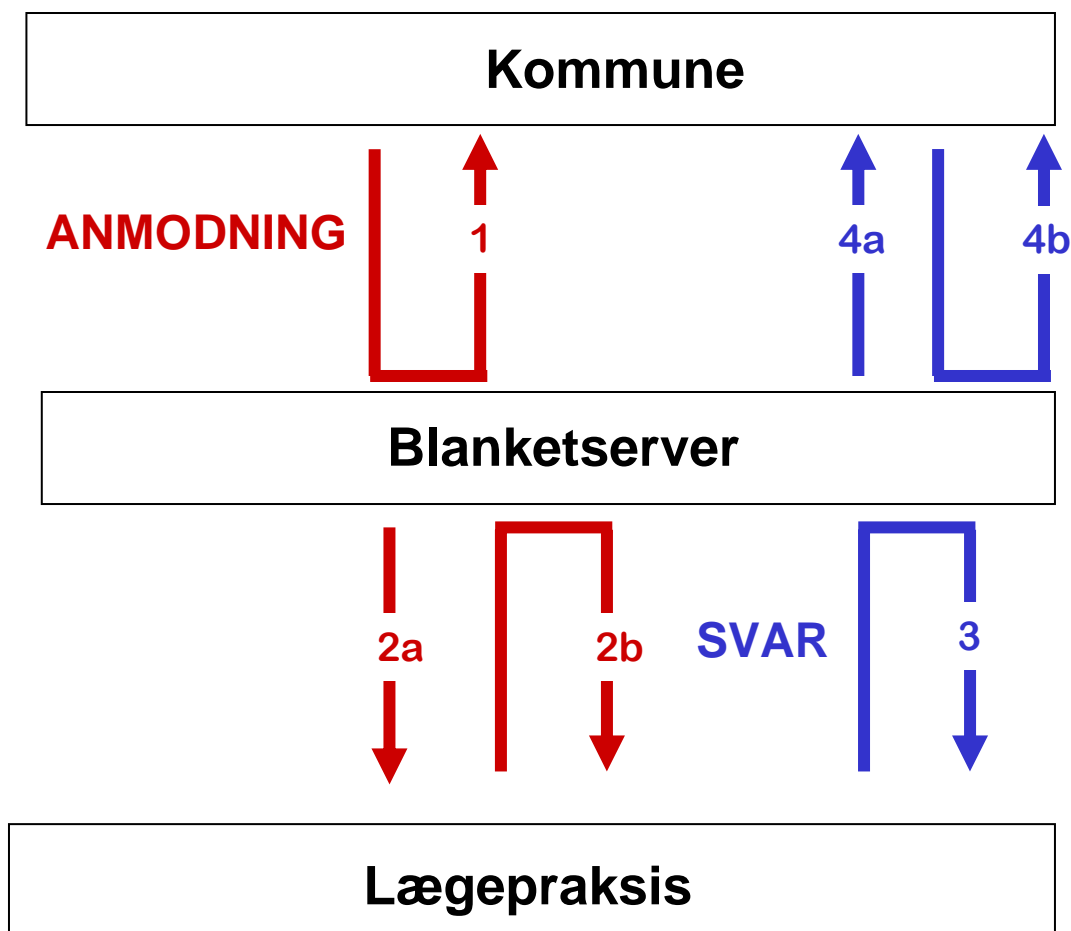 Kommune
ANMODNING
1
4a
4b
Blanketserver
2a
2b
SVAR
3
Lægepraksis